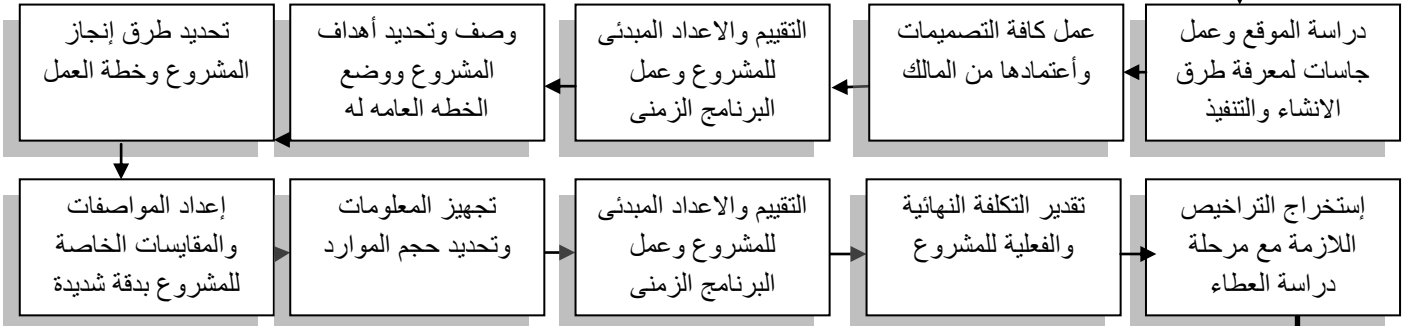 دراسة الموقع وعمل
جاسات لمعرفة طرق
الانشاء والتنفيذ
عمل كافة التصميمات
وأعتمادها من المالك
التقييم والاعداد المبدئى
للمشروع وعمل
البرنامج الزمنى
وصف وتحديد أهداف
المشروع ووضع
الخطه العامه له
تحديد طرق إنجاز
المشروع وخطة العمل
إعداد المواصفات
والمقايسات الخاصة
للمشروع بدقة شديدة
تجهيز المعلومات
وتحديد حجم الموارد
التقييم والاعداد المبدئى
للمشروع وعمل
البرنامج الزمنى
تقدير التكلفة النهائية
والفعلية للمشروع
إستخراج التراخيص
اللازمة مع مرحلة
دراسة العطاء